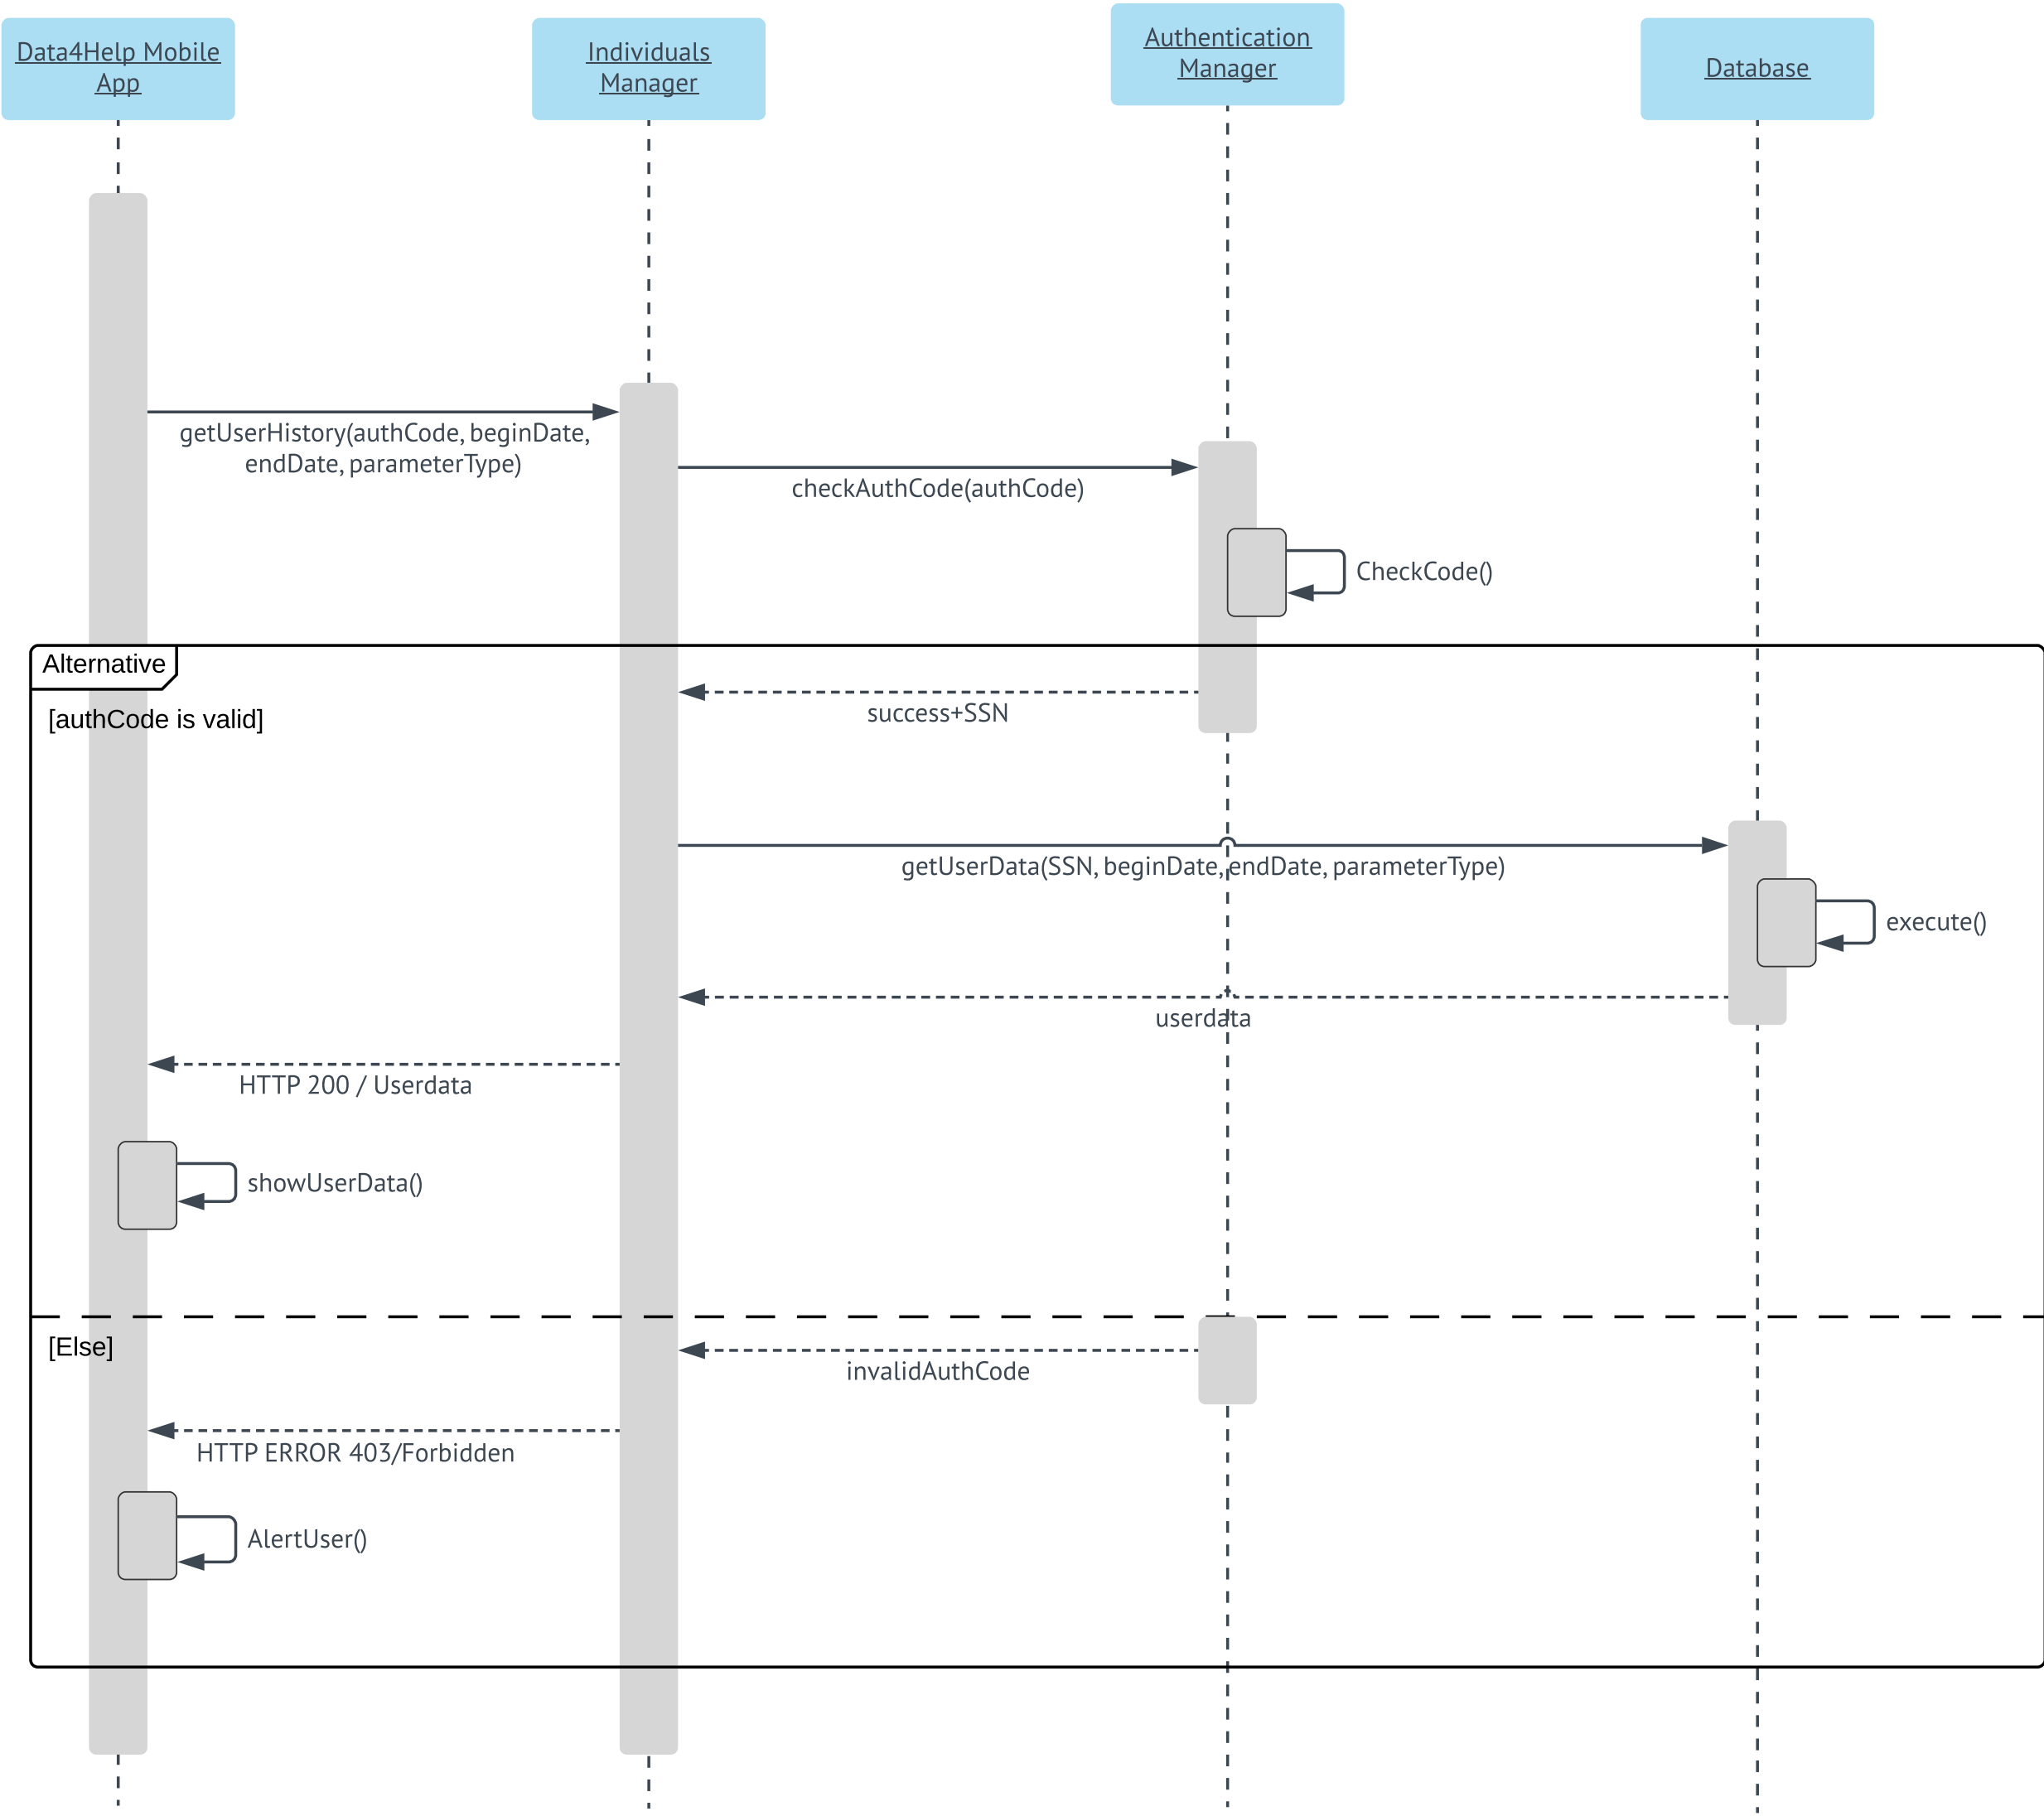 Data4Help Mobile
App
Individuals
Manager
Authentication
Manager
Database
getUserHistory(authCode, beginDate,
endDate, parameterType)
checkAuthCode(authCode)
CheckCode()
Alternative
[authCode is valid]
success+SSN
getUserData(SSN, beginDate, endDate, parameterType)
execute()
userdata
HTTP 200 / Userdata
showUserData()
[Else]
invalidAuthCode
HTTP ERROR 403/Forbidden
AlertUser()